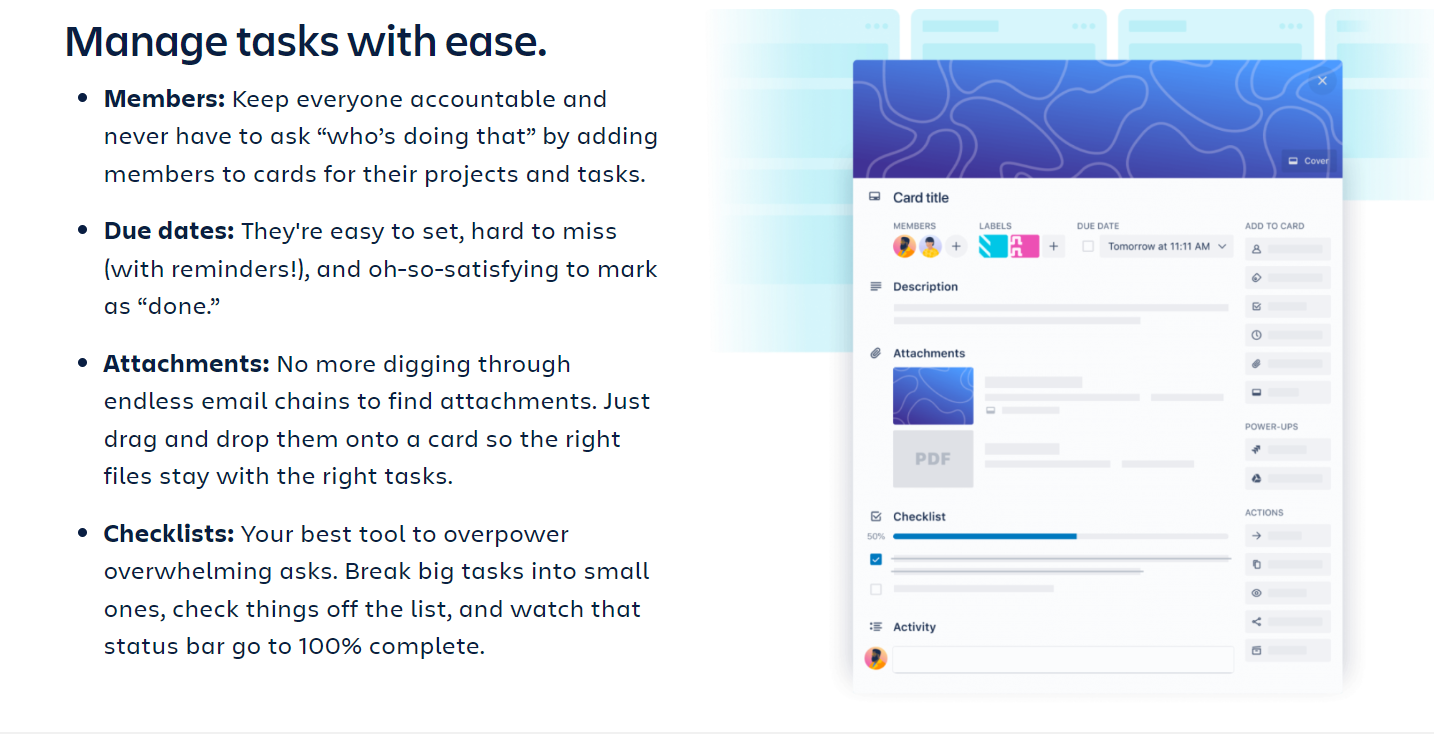 Manage tasks with ease.
• Members: Keep everyone accountable and
never have to ask “who’s doing that” by adding
members to cards for their projects and tasks.
• Due dates: They're easy to set, hard to miss
(with reminders!), and oh-so-satisfying to mark
as “done.”
• Attachments: No more digging through
endless email chains to find attachments. Just
drag and drop them onto a card so the right
files stay with the right tasks.
• Checklists: Your best tool to overpower
overwhelming asks. Break big tasks into small
ones, check things off the list, and watch that
status bar go to 100% complete.
Cover
Card title
MEMBERS LABELS DUE DATE ADD TO CARD
Tomorrow at 11:11 AM
Description
Attachments
POWER-UPS
PDF
ACTIONS
Checklist
50%
Activity